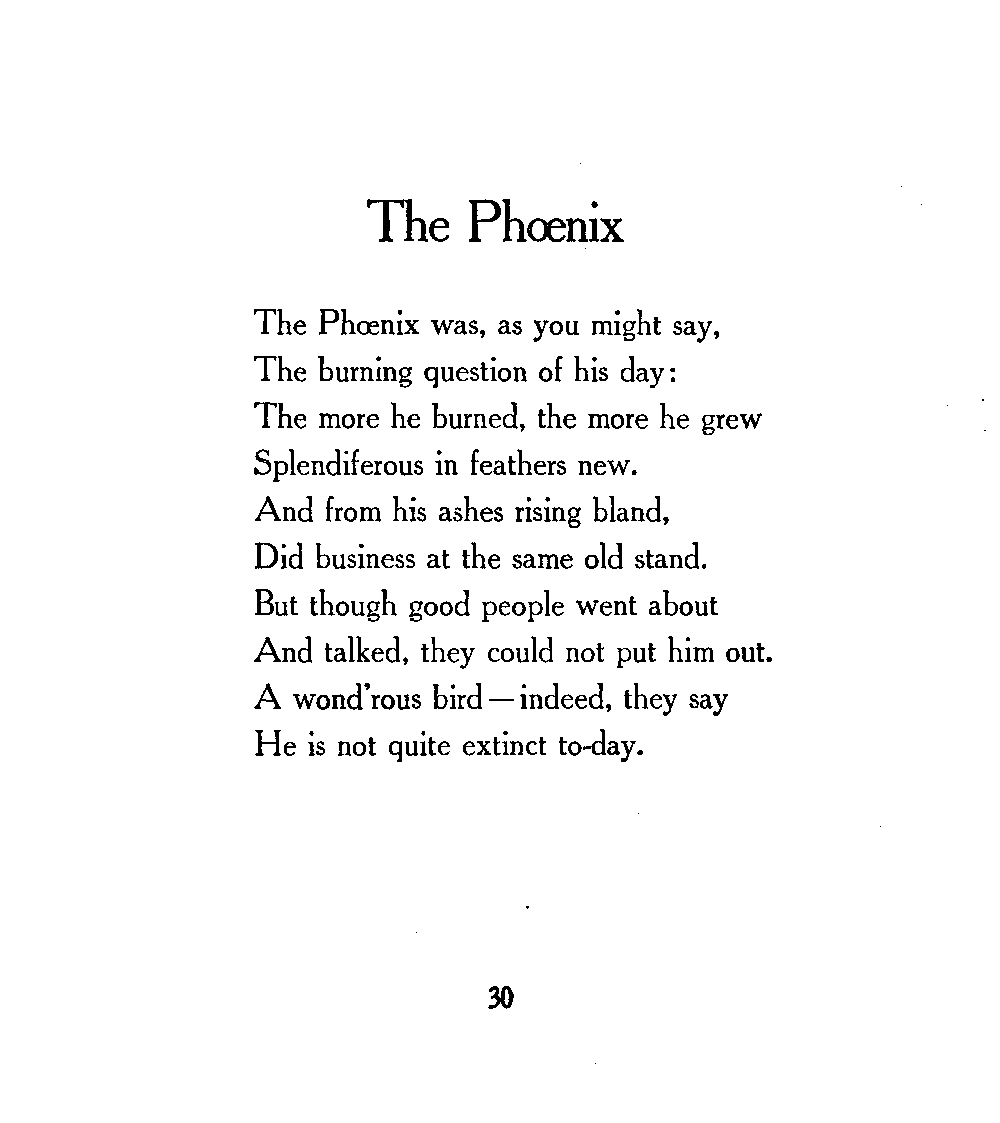 The Phœnix
The Phœnix was, as you might say,
The burning question of his day:
The more he burned, the more he grew
Splendiferous in feathers new.
And from his ashes rising bland,
Did business at the same old stand.
But though good people went about
And talked, they could not put him out.
A wond'rous bird—indeed, they say
He is not quite extinct to-day.
30